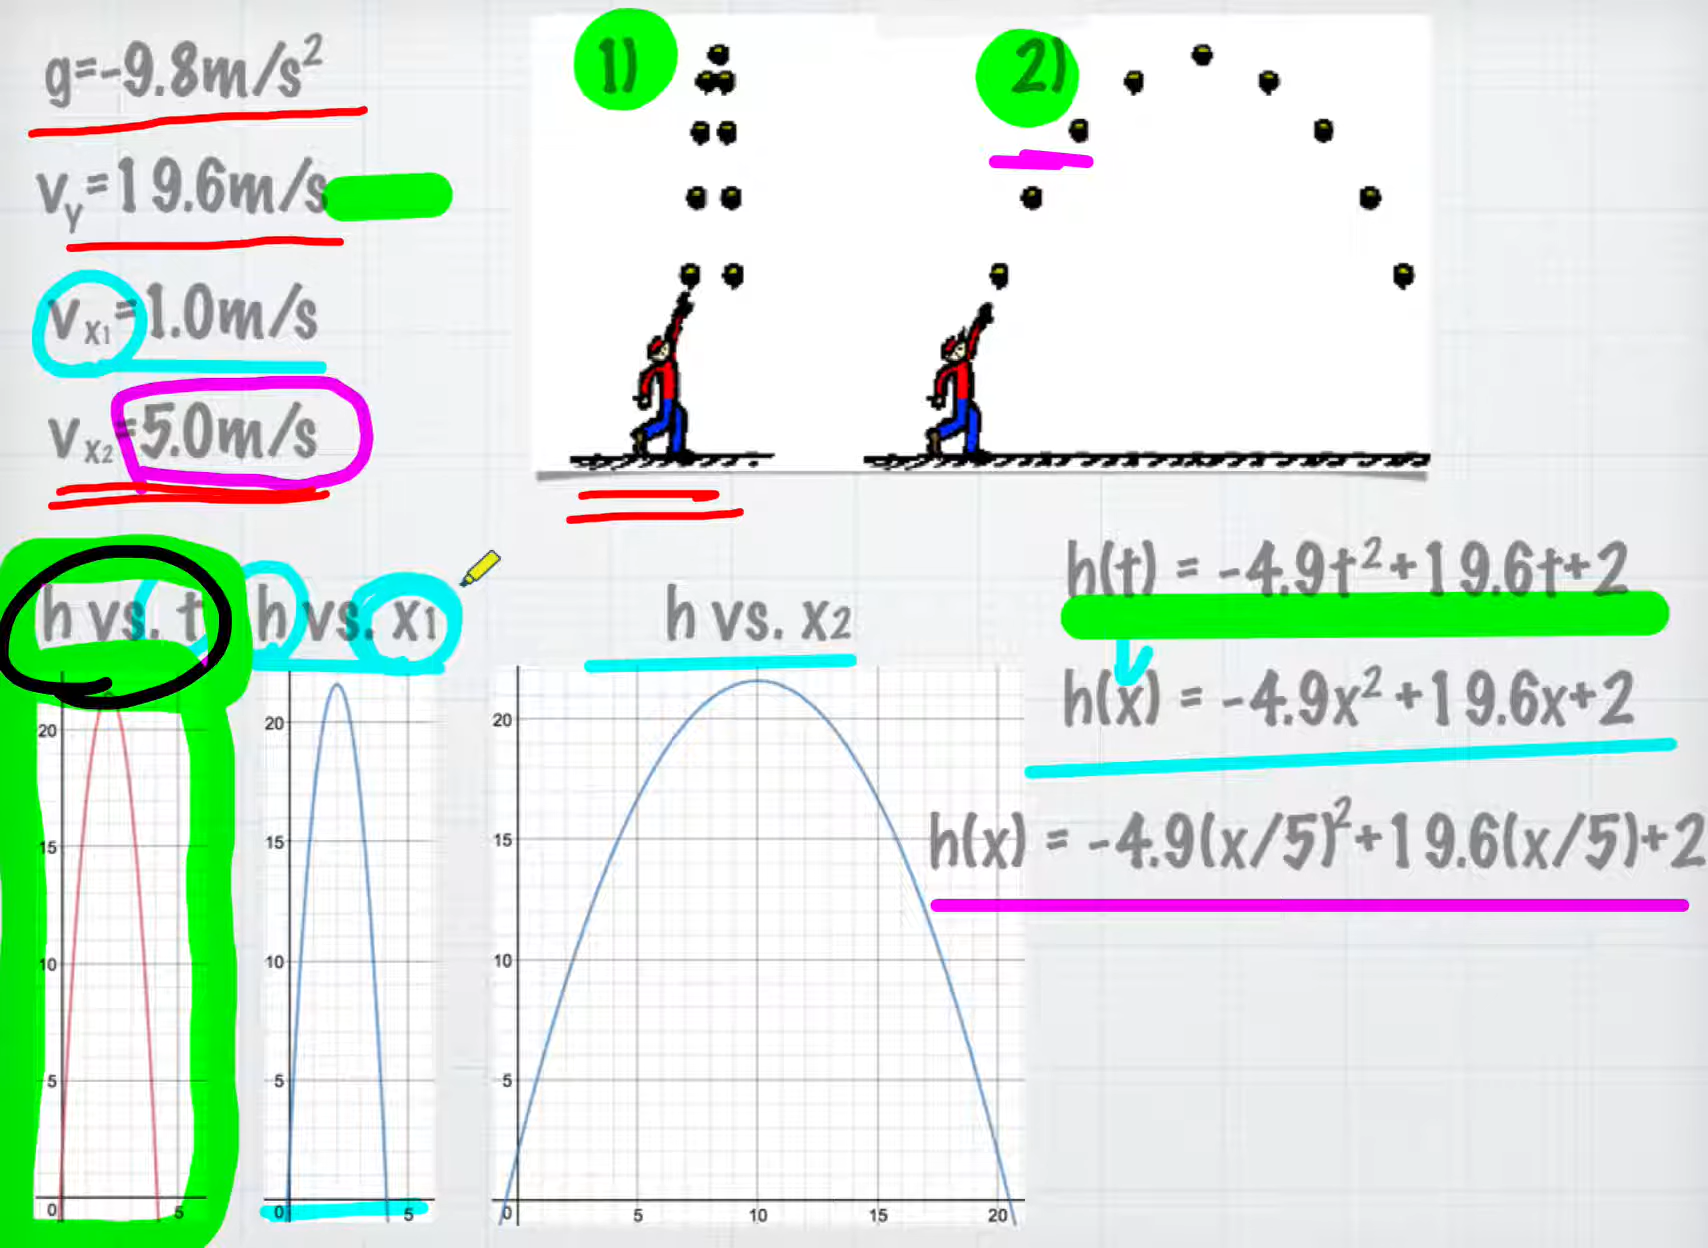 g=-9.8m/s²
vy=19.6m/s
vx1=1.0m/s
vx2=5.0m/s
1)
2)
h vs. t
h vs. x1
h vs. x2
20
15
10
5
0
5
20
15
10
5
0
5
20
15
10
5
0
5
10
15
20
h(t) = -4.9t²+19.6t+2
h(x) = -4.9x²+19.6x+2
h(x) = -4.9(x/5)²+19.6(x/5)+2